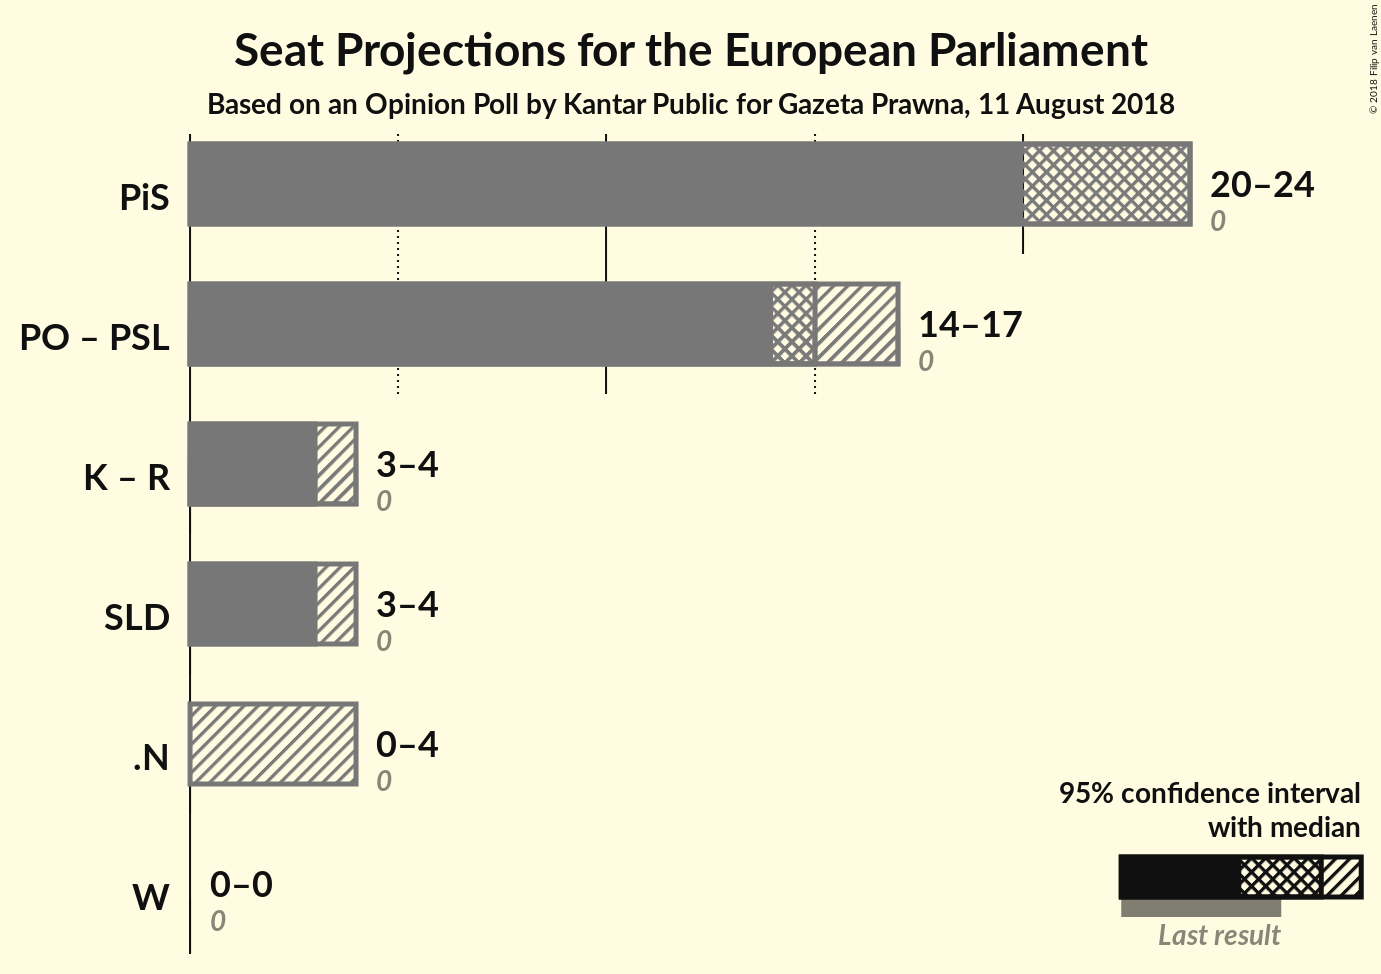 Seat Projections for the European Parliament
Based on an Opinion Poll by Kantar Public for Gazeta Prawna, 11 August 2018
© 2018 Filip van Laenen
PiS
20–24
0
PO – PSL
14–17
0
K – R
3–4
0
SLD
3–4
0
.N
0–4
0
W
0–0
0
95% confidence interval
with median
Last result